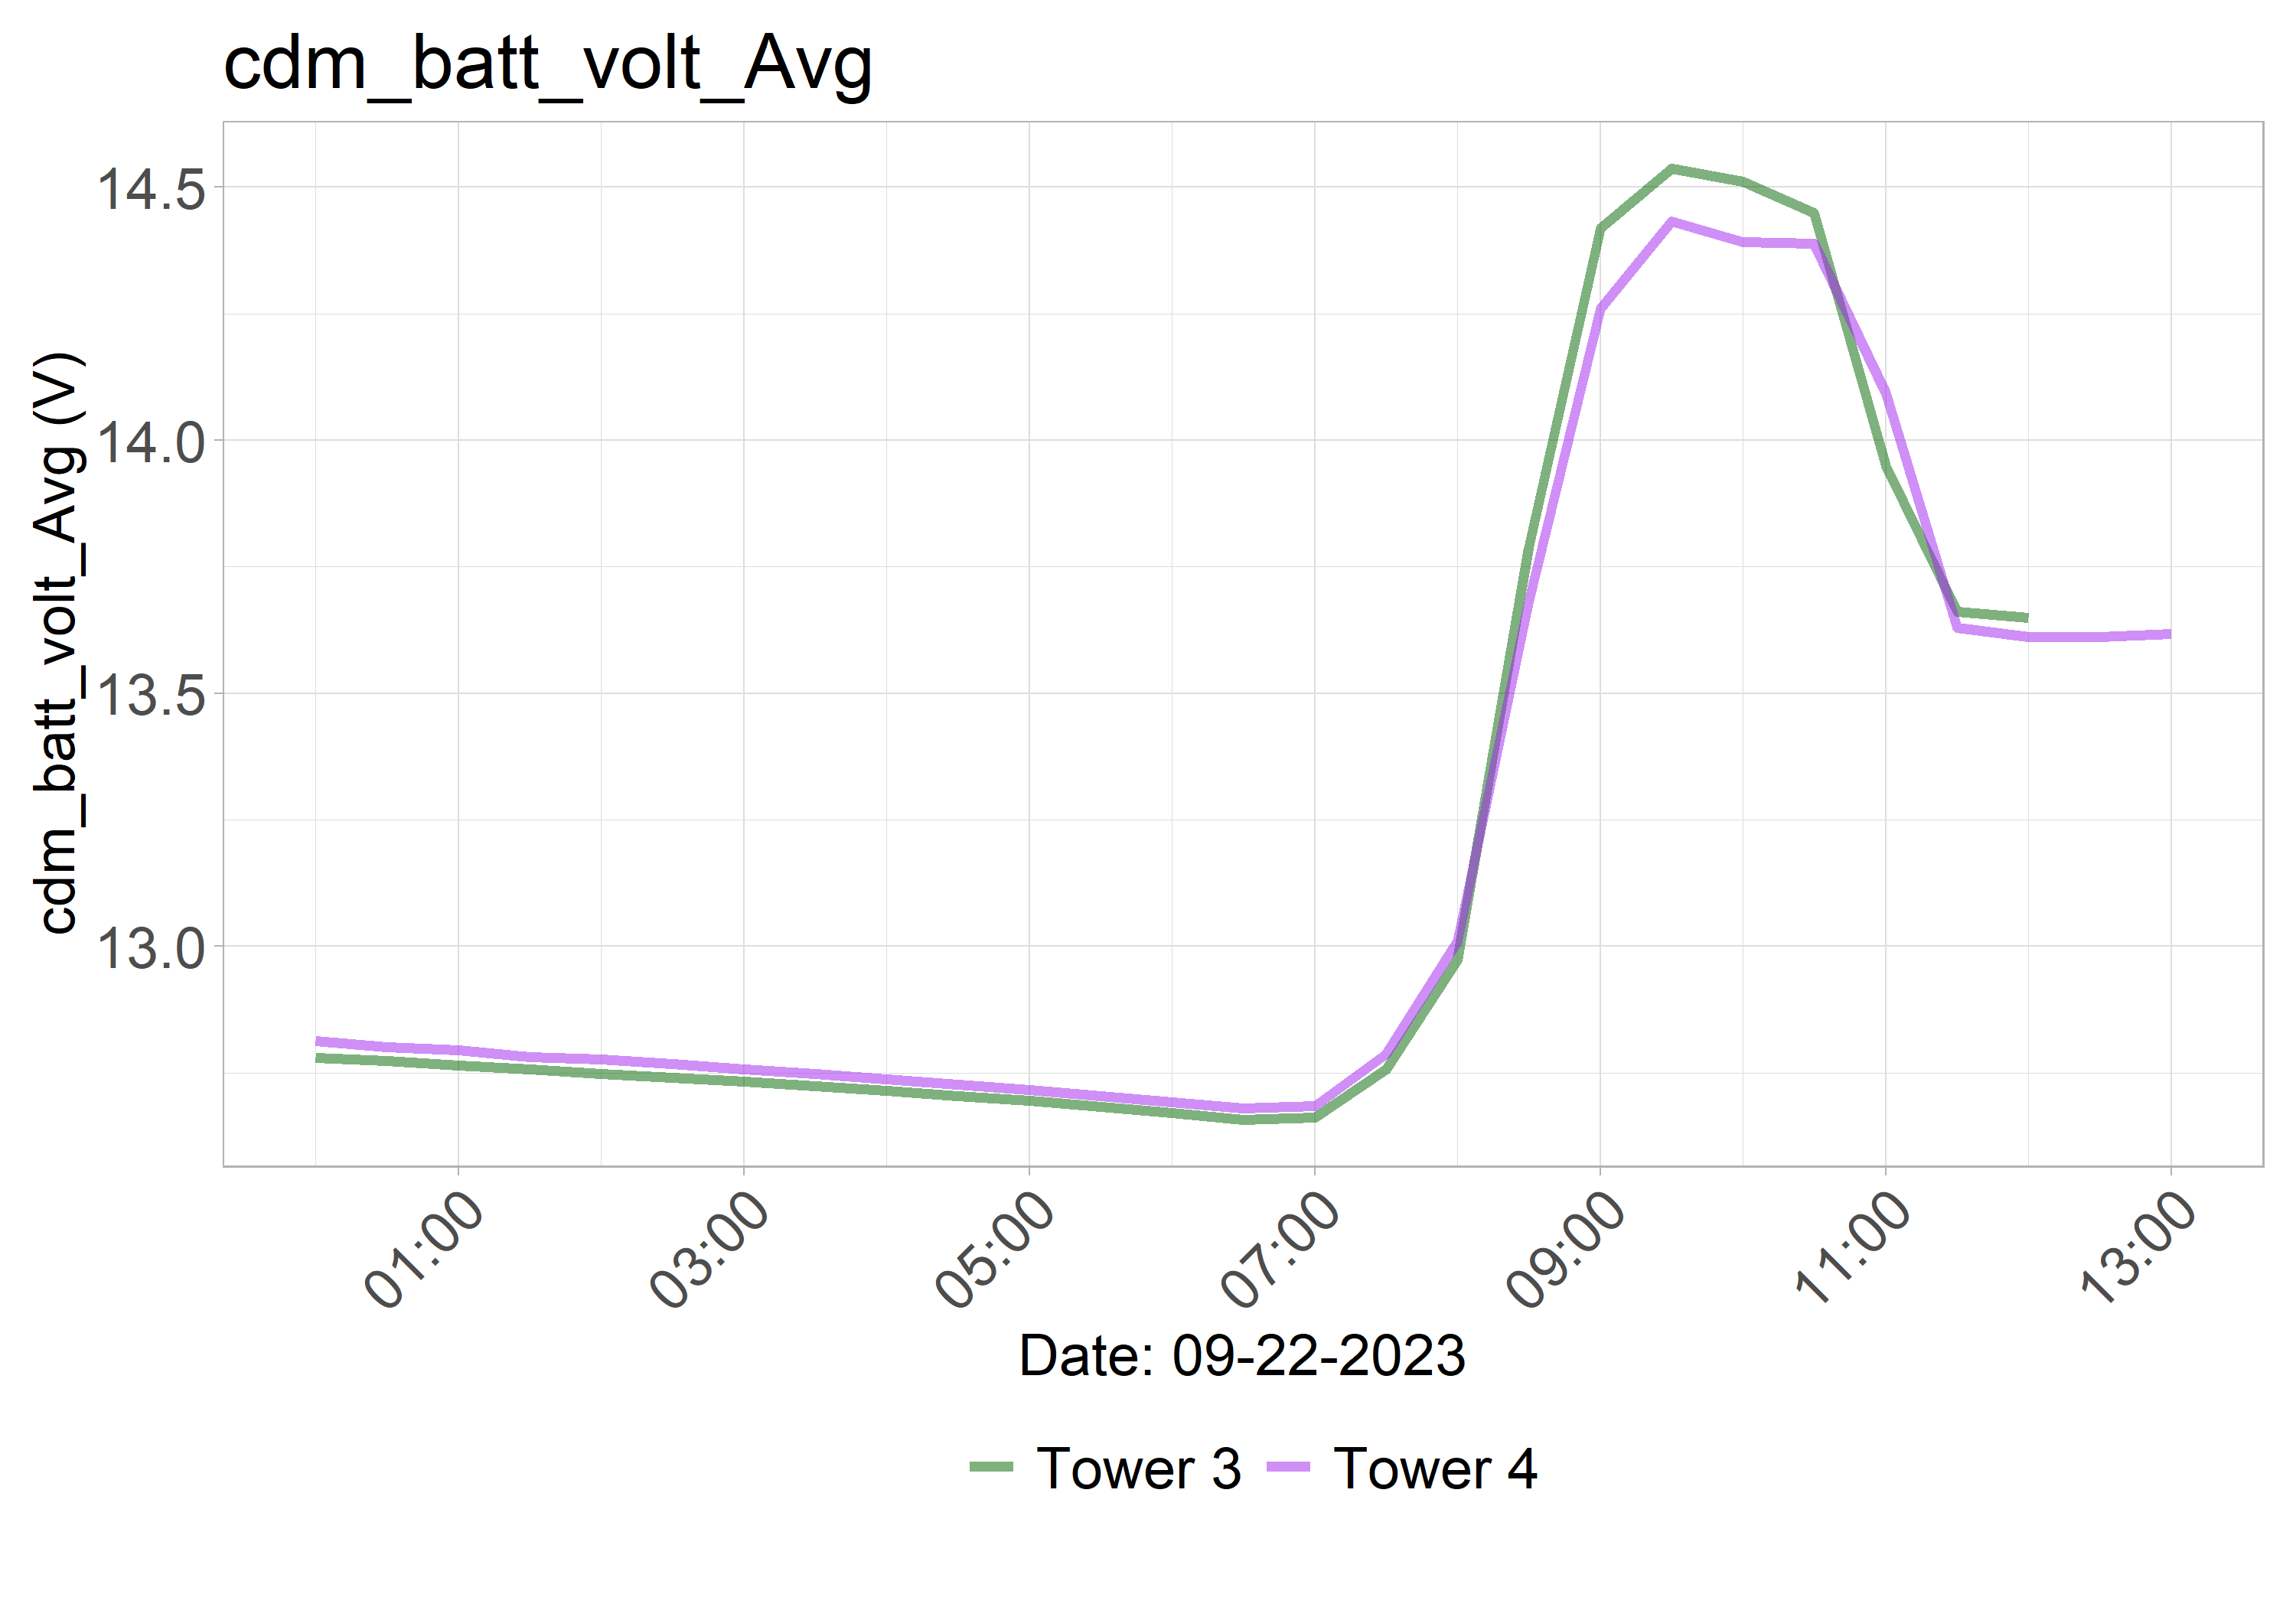 cdm_batt_volt_Avg
cdm_batt_volt_Avg (V)
14.5
14.0
13.5
13.0
01:00 03:00 05:00 07:00 09:00 11:00 13:00
Date: 09-22-2023
Tower 3 Tower 4